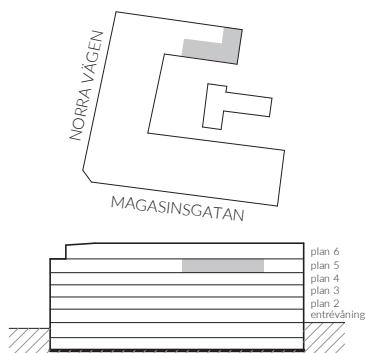 NORRA VÄGEN
MAGASINSGATAN
plan 6
plan 5
plan 4
plan 3
plan 2
entrévåning